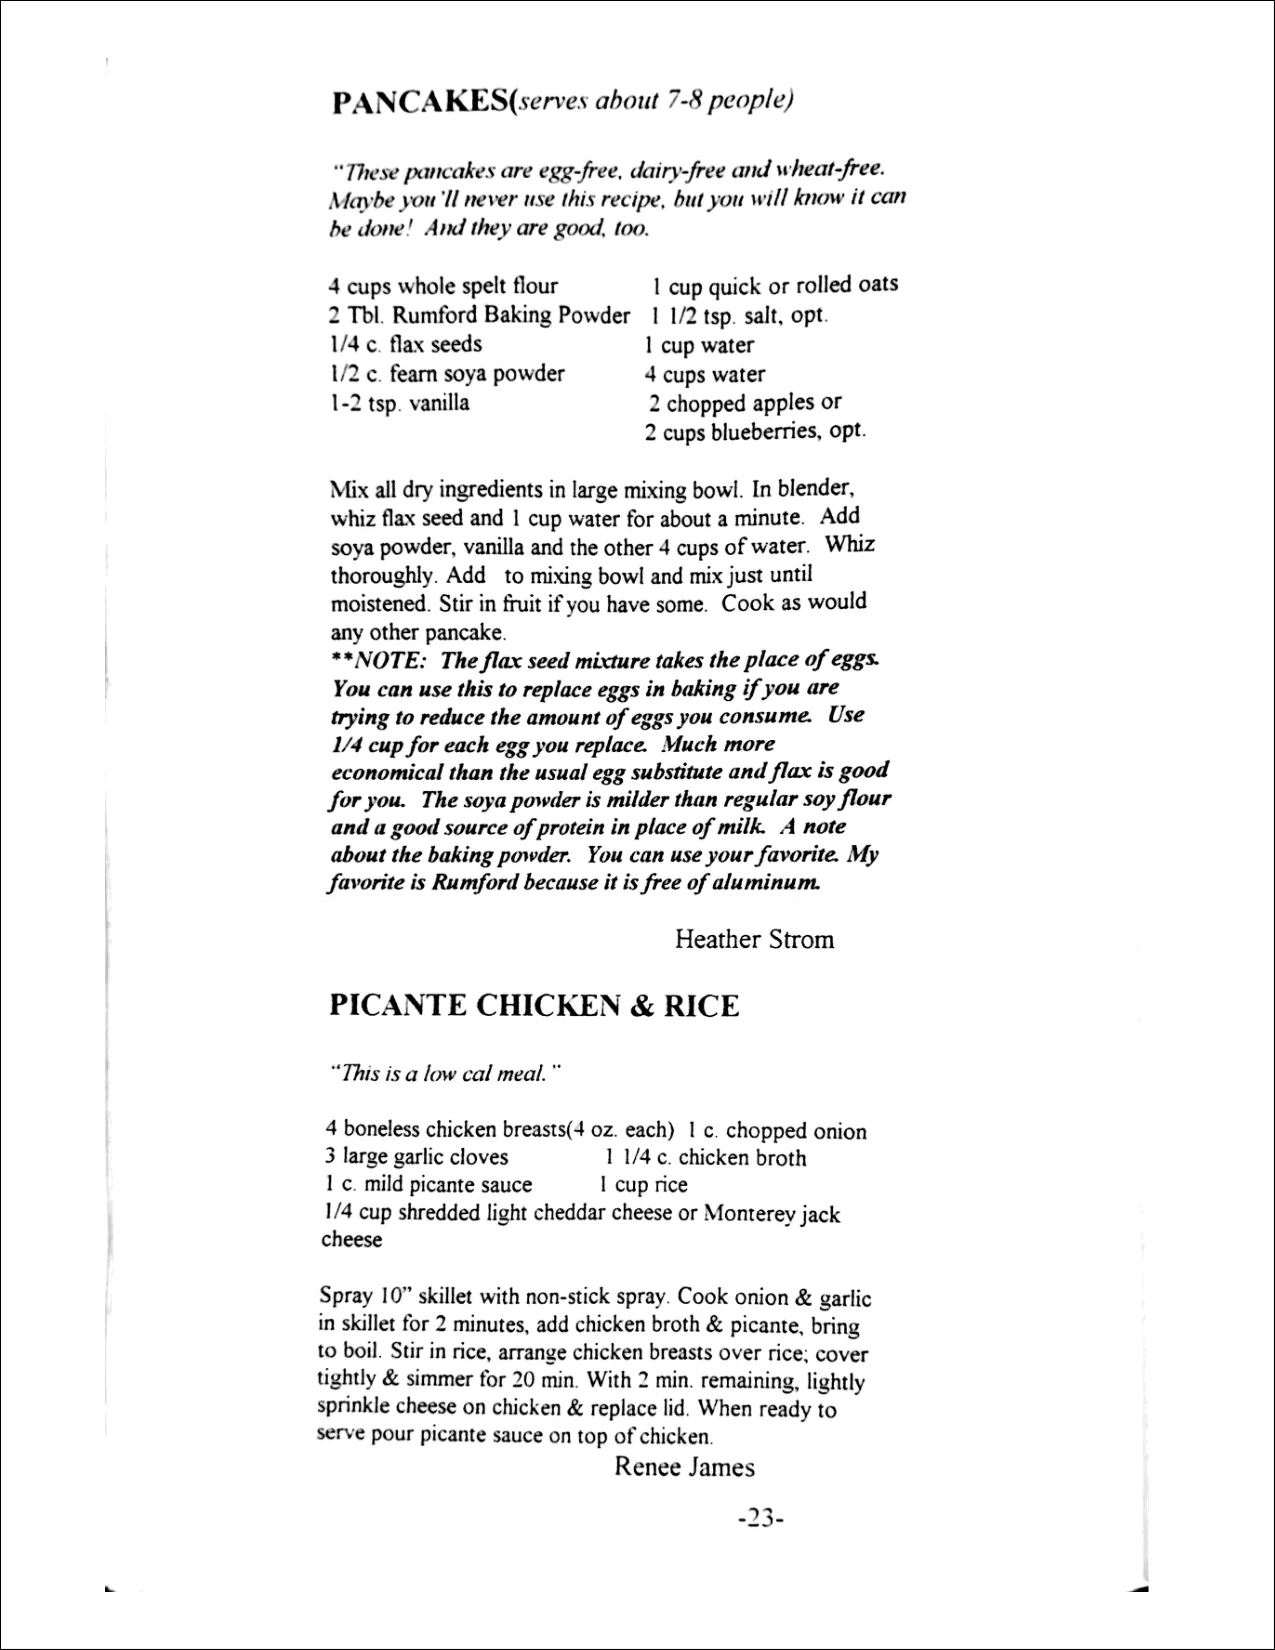 PANCAKES(serves about 7-8 people)
"These pancakes are egg-free, dairy-free and wheat-free.
Maybe you'll never use this recipe, but you will know it can
be done! And they are good, too.
4 cups whole spelt flour 1 cup quick or rolled oats
2 Tbl. Rumford Baking Powder 1 1/2 tsp. salt, opt.
1/4 c. flax seeds 1 cup water
1/2 c. fearn soya powder 4 cups water
1-2 tsp. vanilla 2 chopped apples or
2 cups blueberries, opt.
Mix all dry ingredients in large mixing bowl. In blender,
whiz flax seed and 1 cup water for about a minute. Add
soya powder, vanilla and the other 4 cups of water. Whiz
thoroughly. Add to mixing bowl and mix just until
moistened. Stir in fruit if you have some. Cook as would
any other pancake.
**NOTE: The flax seed mixture takes the place of eggs.
You can use this to replace eggs in baking if you are
trying to reduce the amount of eggs you consume. Use
1/4 cup for each egg you replace. Much more
economical than the usual egg substitute and flax is good
for you. The soya powder is milder than regular soy flour
and a good source of protein in place of milk. A note
about the baking powder. You can use your favorite. My
favorite is Rumford because it is free of aluminum.
Heather Strom
PICANTE CHICKEN & RICE
"This is a low cal meal."
4 boneless chicken breasts(4 oz. each) 1 c. chopped onion
3 large garlic cloves 1 1/4 c. chicken broth
1 c. mild picante sauce 1 cup rice
1/4 cup shredded light cheddar cheese or Monterey jack
cheese
Spray 10" skillet with non-stick spray. Cook onion & garlic
in skillet for 2 minutes, add chicken broth & picante, bring
to boil. Stir in rice, arrange chicken breasts over rice; cover
tightly & simmer for 20 min. With 2 min. remaining, lightly
sprinkle cheese on chicken & replace lid. When ready to
serve pour picante sauce on top of chicken.
Renee James
-23-